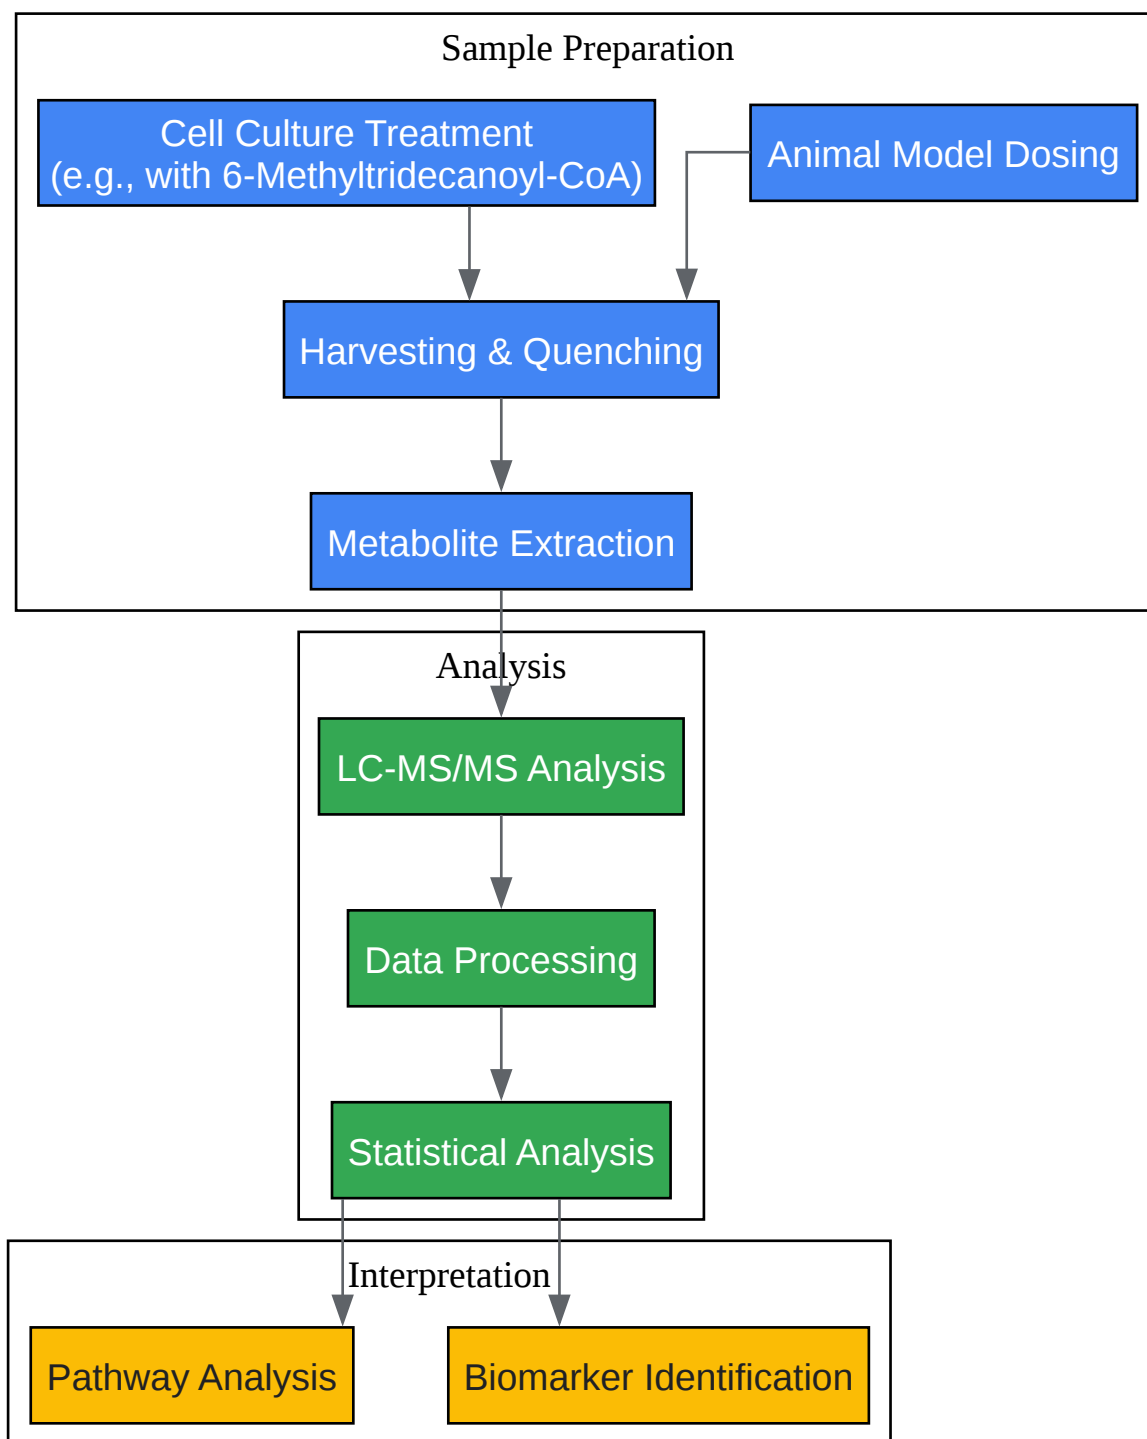 Sample Preparation
Cell Culture Treatment
(e.g., with 6-Methyltridecanoyl-CoA)
Animal Model Dosing
Harvesting & Quenching
Metabolite Extraction
Analysis
LC-MS/MS Analysis
Data Processing
Statistical Analysis
Interpretation
Pathway Analysis
Biomarker Identification